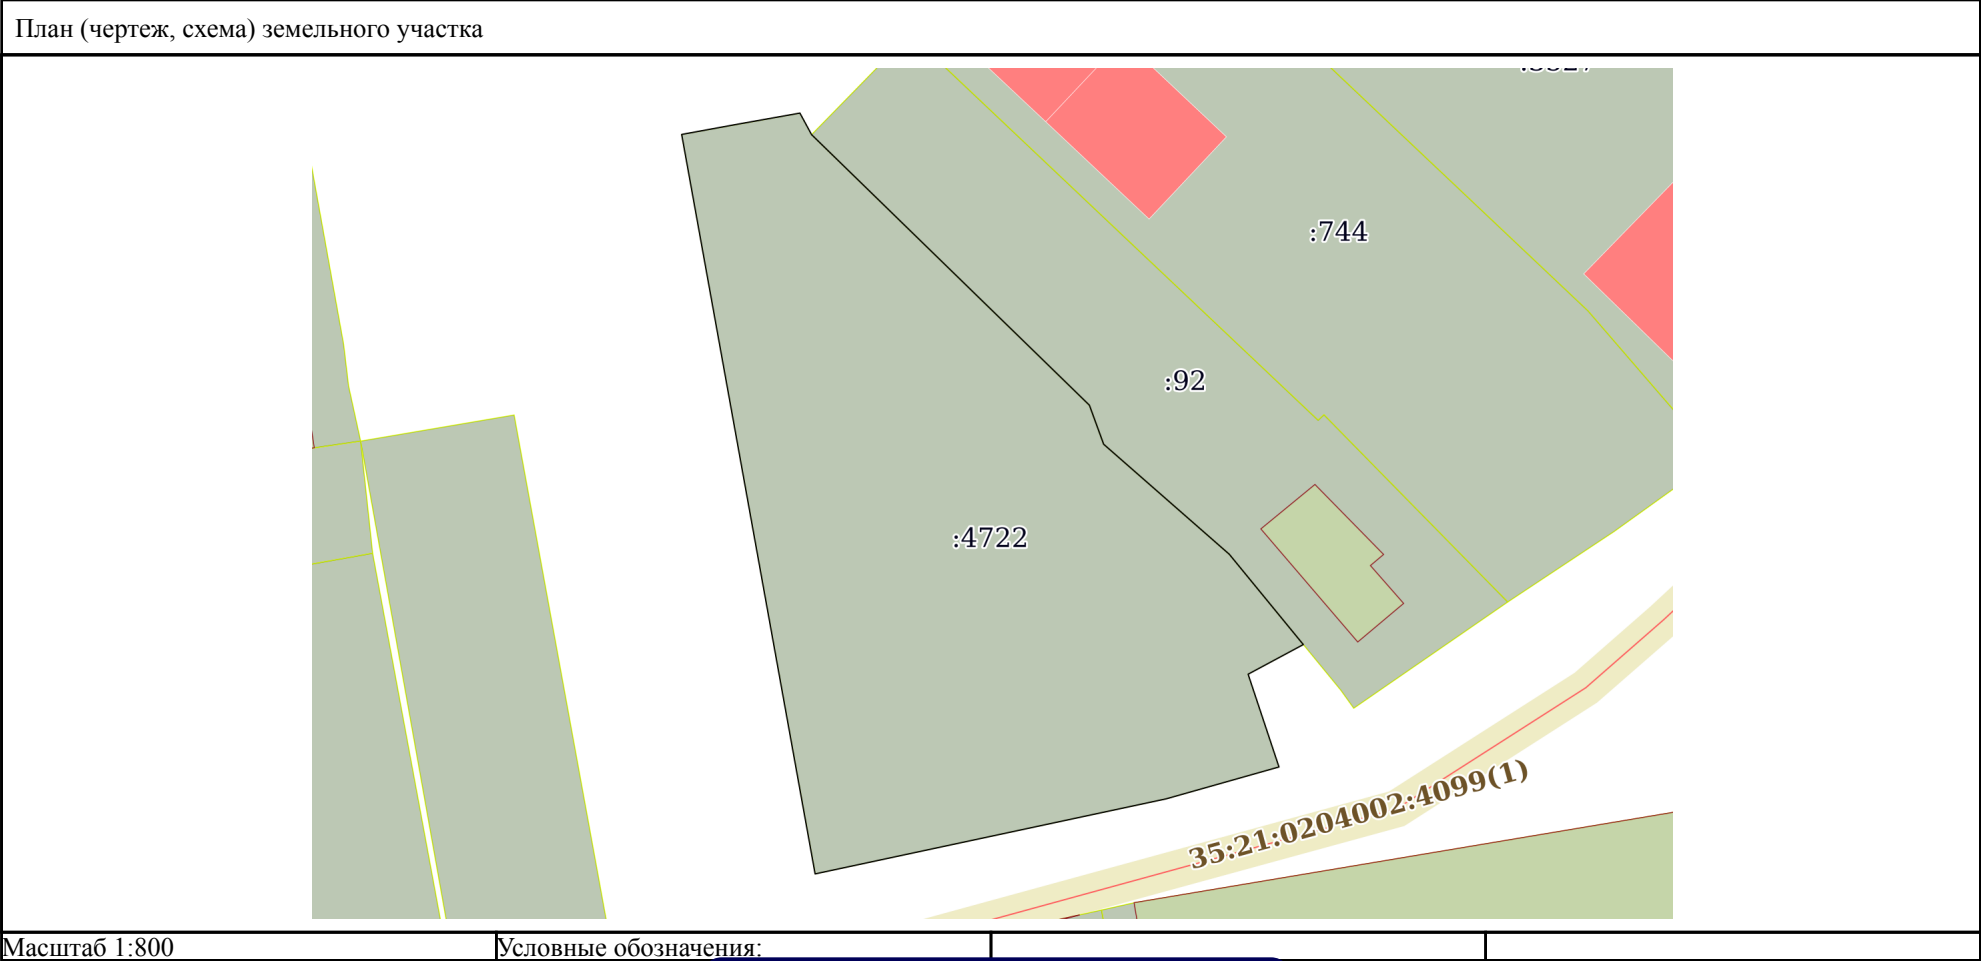 План (чертеж, схема) земельного участка
:744
:92
:4722
35:21:0204002:4099(1)
Масштаб 1:800
Условные обозначения: